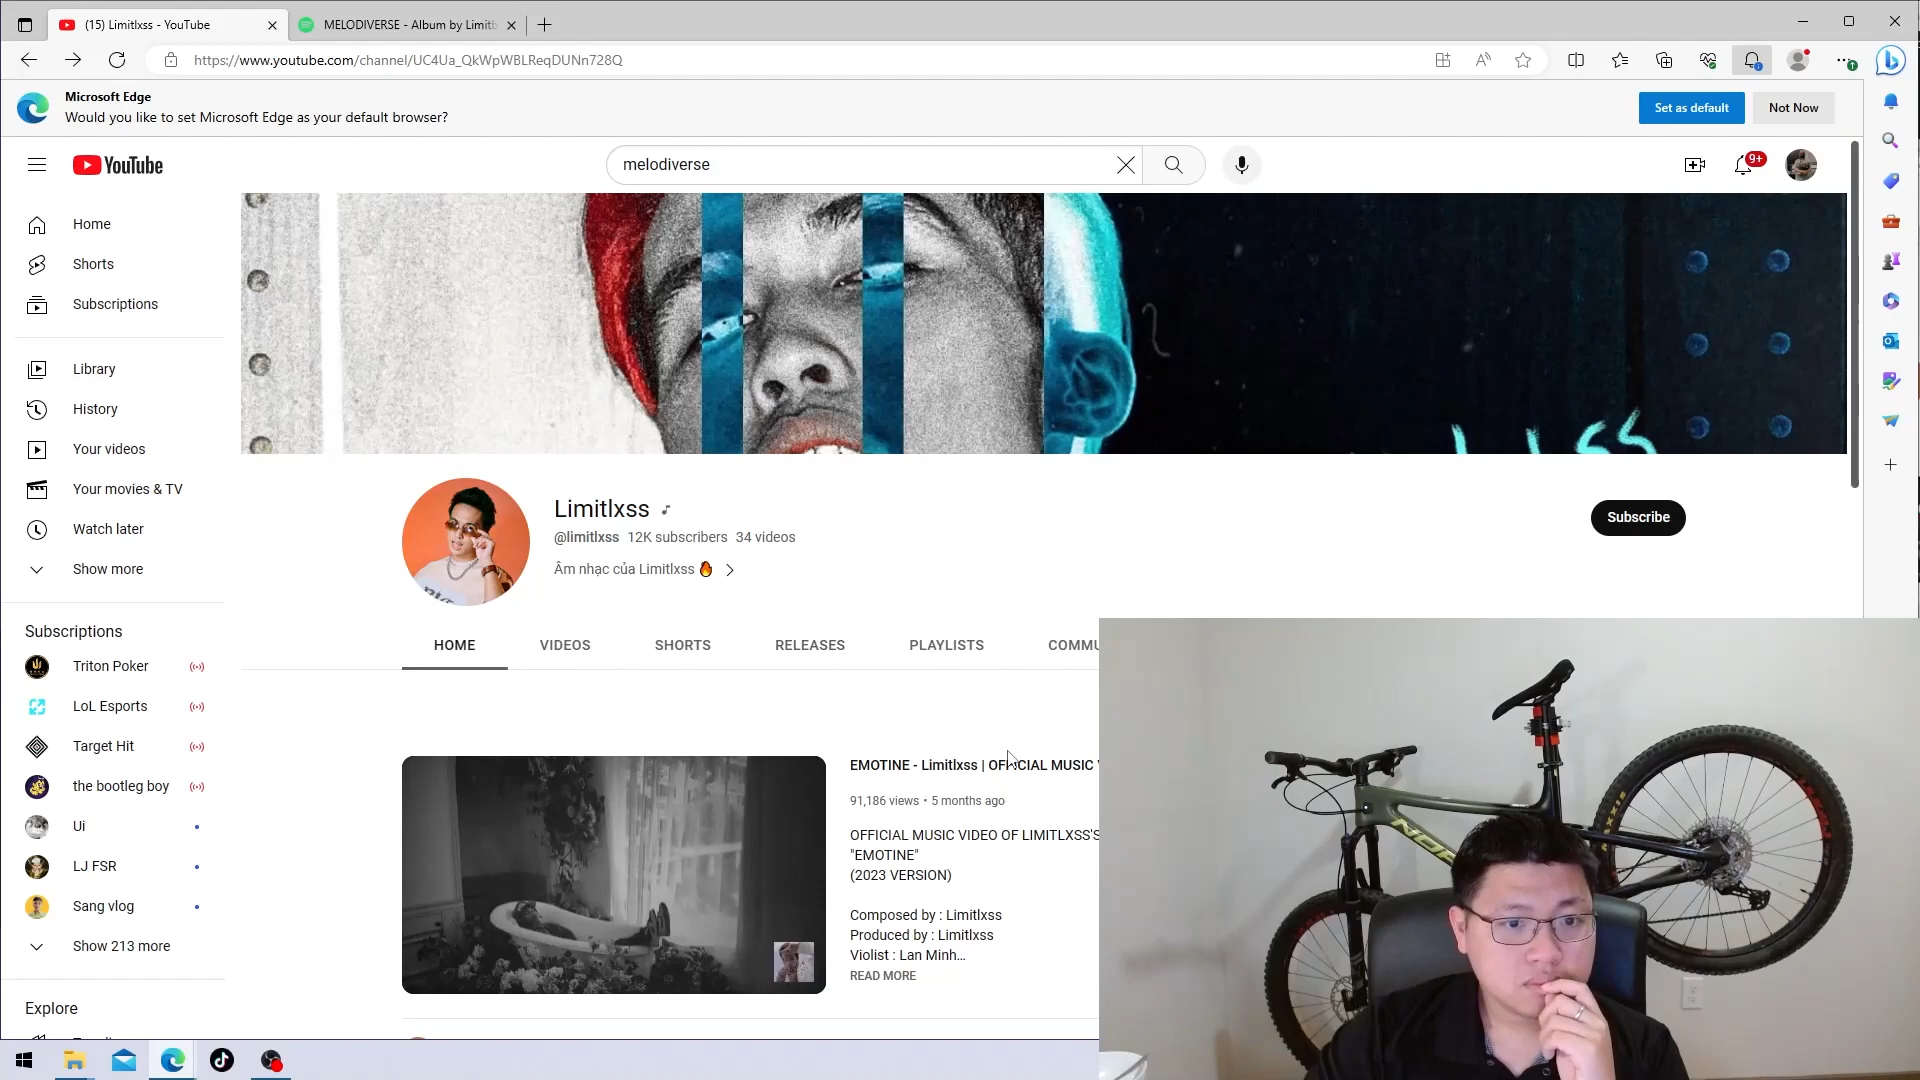 (15) Limitlxss - YouTube
MELODIVERSE - Album by Limitl
https://www.youtube.com/channel/UC4Ua_QkWpWBLReqDUNn728Q
Microsoft Edge
Would you like to set Microsoft Edge as your default browser?
Set as default
Not Now
YouTube
melodiverse
9+
Home
Shorts
Subscriptions
Library
History
Your videos
Your movies & TV
Watch later
Show more
Subscriptions
Triton Poker
LoL Esports
Target Hit
the bootleg boy
Ui
LJ FSR
Sang vlog
Show 213 more
Explore
Limitlxss
@limitlxss 12K subscribers 34 videos
Âm nhạc của Limitlxss
Subscribe
HOME
VIDEOS
SHORTS
RELEASES
PLAYLISTS
COMMU
EMOTINE - Limitlxss | OFFICIAL MUSIC
91,186 views • 5 months ago
OFFICIAL MUSIC VIDEO OF LIMITLXSS'S
"EMOTINE"
(2023 VERSION)
Composed by : Limitlxss
Produced by : Limitlxss
Violist : Lan Minh...
READ MORE
MAXXIS